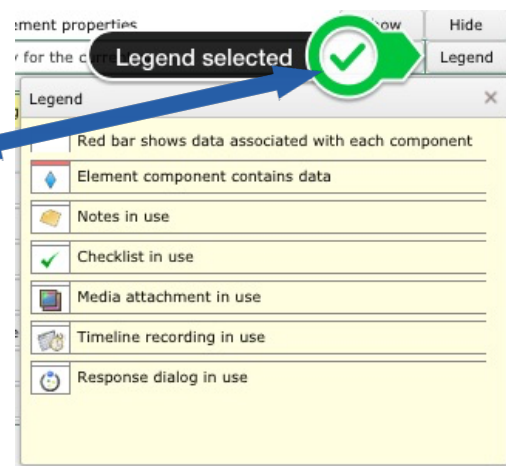 ement properties Hide
for the Legend selected Legend
Legend
Red bar shows data associated with each component
Element component contains data
Notes in use
Checklist in use
Media attachment in use
Timeline recording in use
Response dialog in use